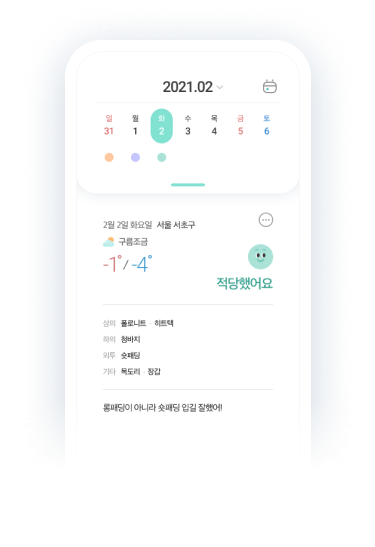 2021.02
일 월 화 수 목 금 토
31 1 2 3 4 5 6
2월 2일 화요일 서울 서초구
구름조금
-1° / -4°
적당했어요
상의 폴로니트 · 히트텍
하의 청바지
외투 숏패딩
기타 목도리 · 장갑
롱패딩이 아니라 숏패딩 입길 잘했어!